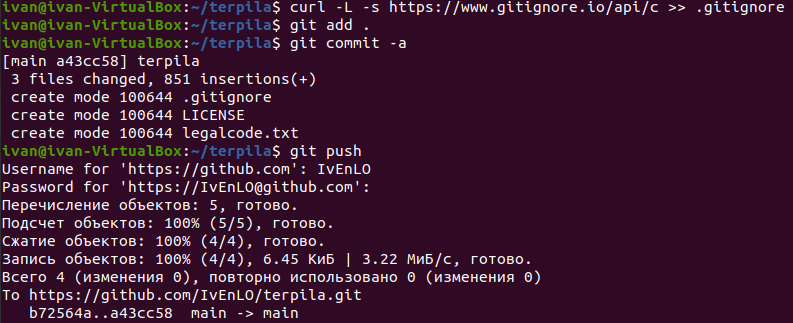 ivan@ivan-VirtualBox:~/terpila$ curl -L -s https://www.gitignore.io/api/c >> .gitignore
ivan@ivan-VirtualBox:~/terpila$ git add .
ivan@ivan-VirtualBox:~/terpila$ git commit -a
[main a43cc58] terpila
 3 files changed, 851 insertions(+)
 create mode 100644 .gitignore
 create mode 100644 LICENSE
 create mode 100644 legalcode.txt
ivan@ivan-VirtualBox:~/terpila$ git push
Username for 'https://github.com': IvEnLO
Password for 'https://IvEnLO@github.com':
Перечисление объектов: 5, готово.
Подсчет объектов: 100% (5/5), готово.
Сжатие объектов: 100% (4/4), готово.
Запись объектов: 100% (4/4), 6.45 КиБ | 3.22 МиБ/с, готово.
Всего 4 (изменения 0), повторно использовано 0 (изменения 0)
To https://github.com/IvEnLO/terpila.git
   b72564a..a43cc58  main -> main